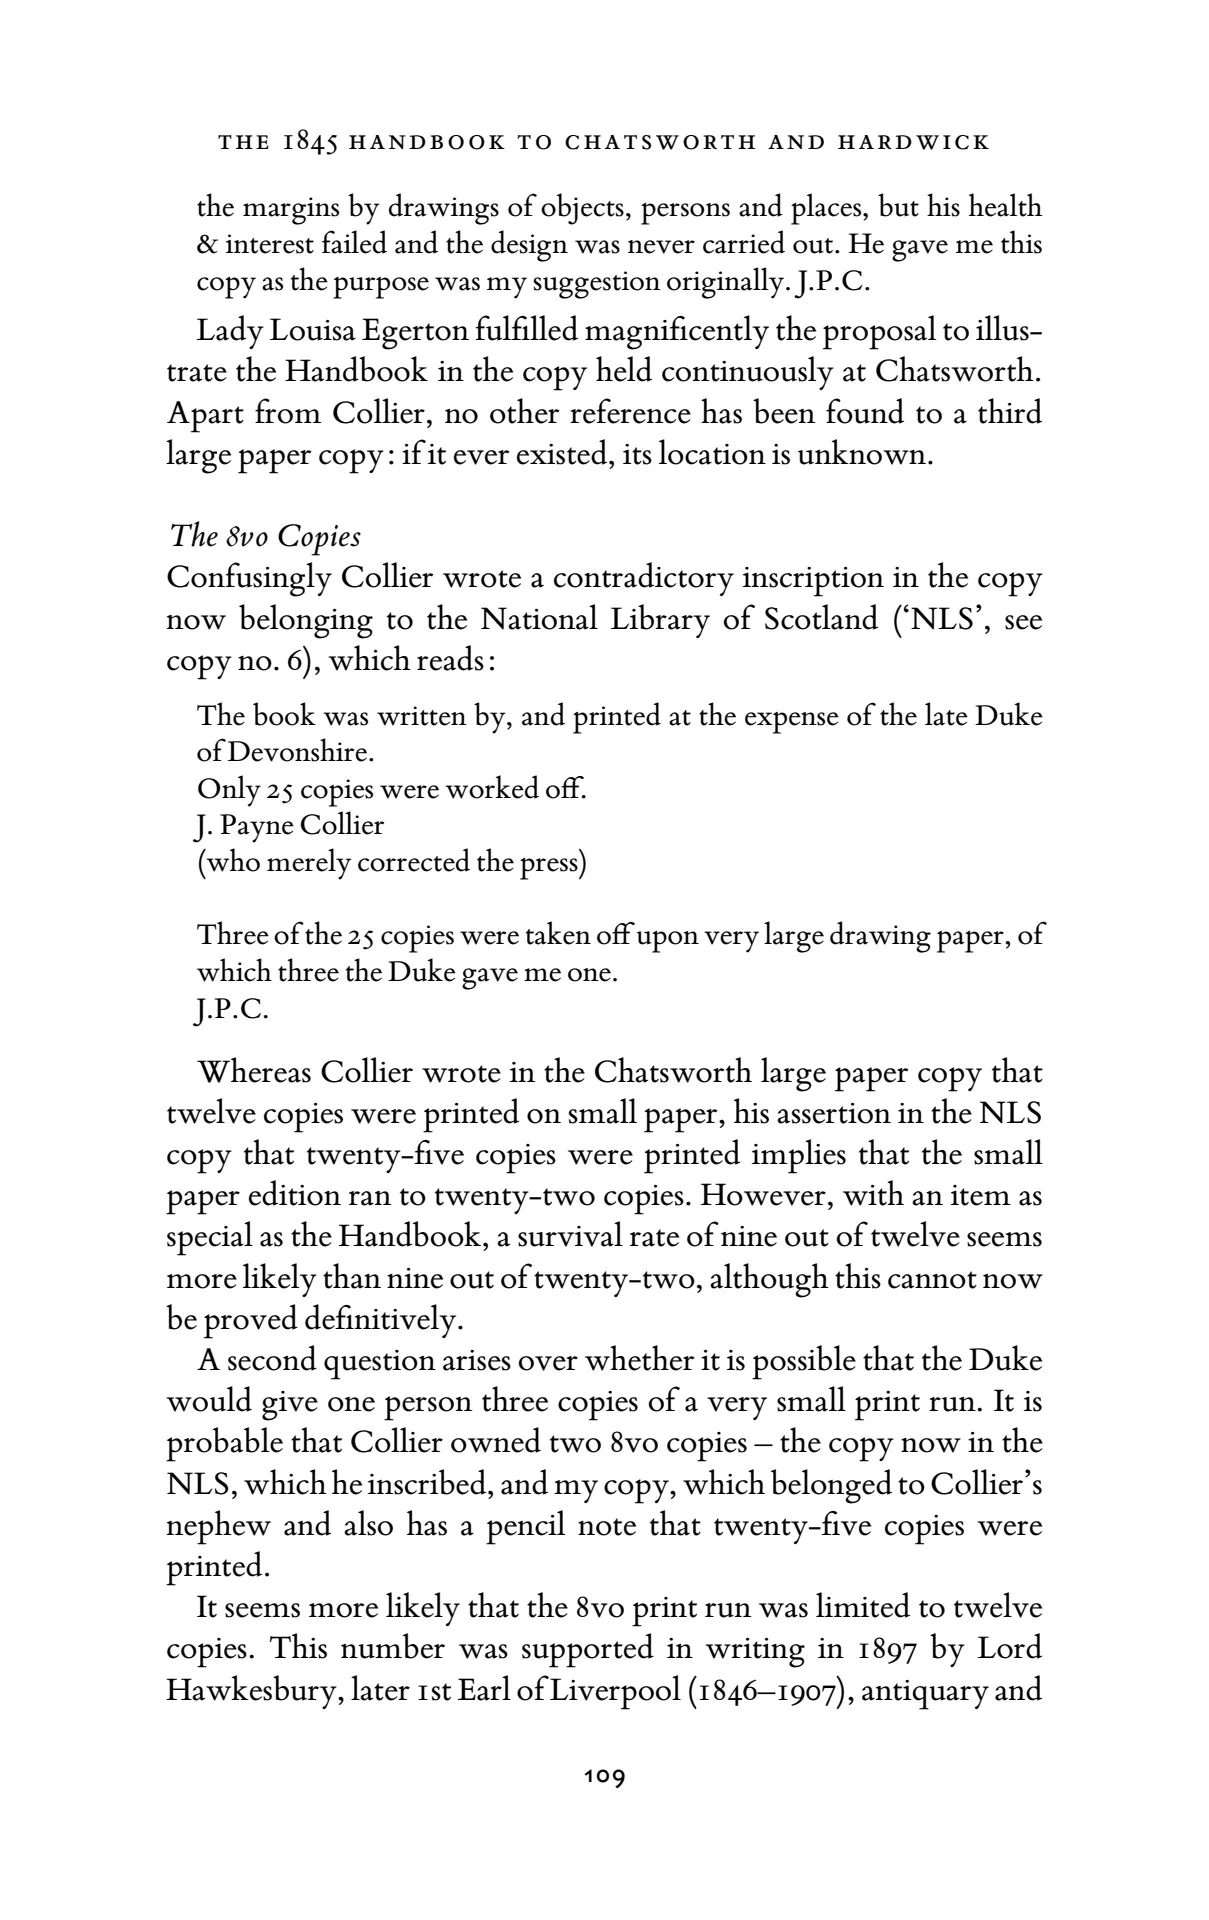 THE 1845 HANDBOOK TO CHATSWORTH AND HARDWICK
the margins by drawings of objects, persons and places, but his health
& interest failed and the design was never carried out. He gave me this
copy as the purpose was my suggestion originally. J.P.C.
Lady Louisa Egerton fulfilled magnificently the proposal to illus-
trate the Handbook in the copy held continuously at Chatsworth.
Apart from Collier, no other reference has been found to a third
large paper copy: if it ever existed, its location is unknown.
The 8vo Copies
Confusingly Collier wrote a contradictory inscription in the copy
now belonging to the National Library of Scotland (‘NLS’, see
copy no. 6), which reads:
The book was written by, and printed at the expense of the late Duke
of Devonshire.
Only 25 copies were worked off.
J. Payne Collier
(who merely corrected the press)
Three of the 25 copies were taken off upon very large drawing paper, of
which three the Duke gave me one.
J.P.C.
Whereas Collier wrote in the Chatsworth large paper copy that
twelve copies were printed on small paper, his assertion in the NLS
copy that twenty-five copies were printed implies that the small
paper edition ran to twenty-two copies. However, with an item as
special as the Handbook, a survival rate of nine out of twelve seems
more likely than nine out of twenty-two, although this cannot now
be proved definitively.
A second question arises over whether it is possible that the Duke
would give one person three copies of a very small print run. It is
probable that Collier owned two 8vo copies – the copy now in the
NLS, which he inscribed, and my copy, which belonged to Collier’s
nephew and also has a pencil note that twenty-five copies were
printed.
It seems more likely that the 8vo print run was limited to twelve
copies. This number was supported in writing in 1897 by Lord
Hawkesbury, later 1st Earl of Liverpool (1846–1907), antiquary and
109